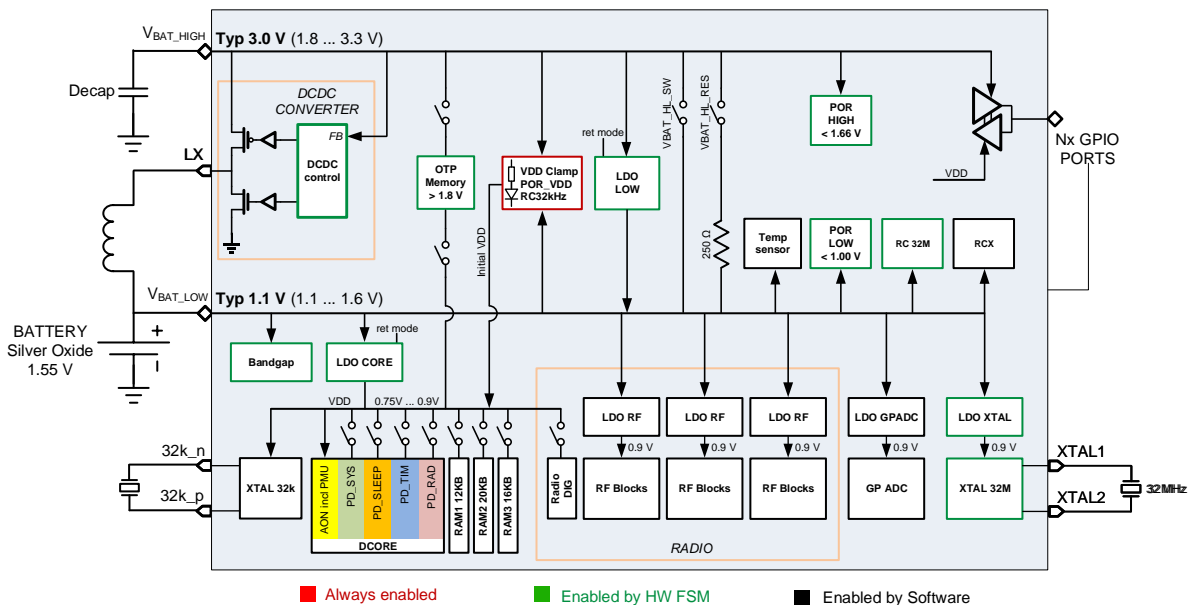 V_BAT_HIGH
Typ 3.0 V (1.8 ... 3.3 V)
Decap
DCDC
CONVERTER
FB
DCDC
control
LX
OTP
Memory
> 1.8 V
VDD Clamp
POR_VDD
RC32kHz
ret mode
LDO
LOW
VBAT_HL_SW
VBAT_HL_RES
250 Ω
POR
HIGH
< 1.66 V
VDD
Nx GPIO
PORTS
Temp
sensor
POR
LOW
< 1.00 V
RC 32M
RCX
Initial VDD
V_BAT_LOW
Typ 1.1 V (1.1 ... 1.6 V)
BATTERY
Silver Oxide
1.55 V
+
Bandgap
ret mode
LDO CORE
VDD
0.75V ... 0.9V
LDO RF
LDO RF
LDO RF
LDO GPADC
LDO XTAL
0.9 V
0.9 V
0.9 V
0.9 V
0.9 V
32k_n
32k_p
XTAL 32k
AON incl PMU
PD_SYS
PD_SLEEP
PD_TIM
PD_RAD
DCORE
RAM1 12KB
RAM2 20KB
RAM3 16KB
Radio
DIG
RF Blocks
RF Blocks
RF Blocks
GP ADC
XTAL 32M
RADIO
XTAL1
XTAL2
32MHz
Always enabled
Enabled by HW FSM
Enabled by Software